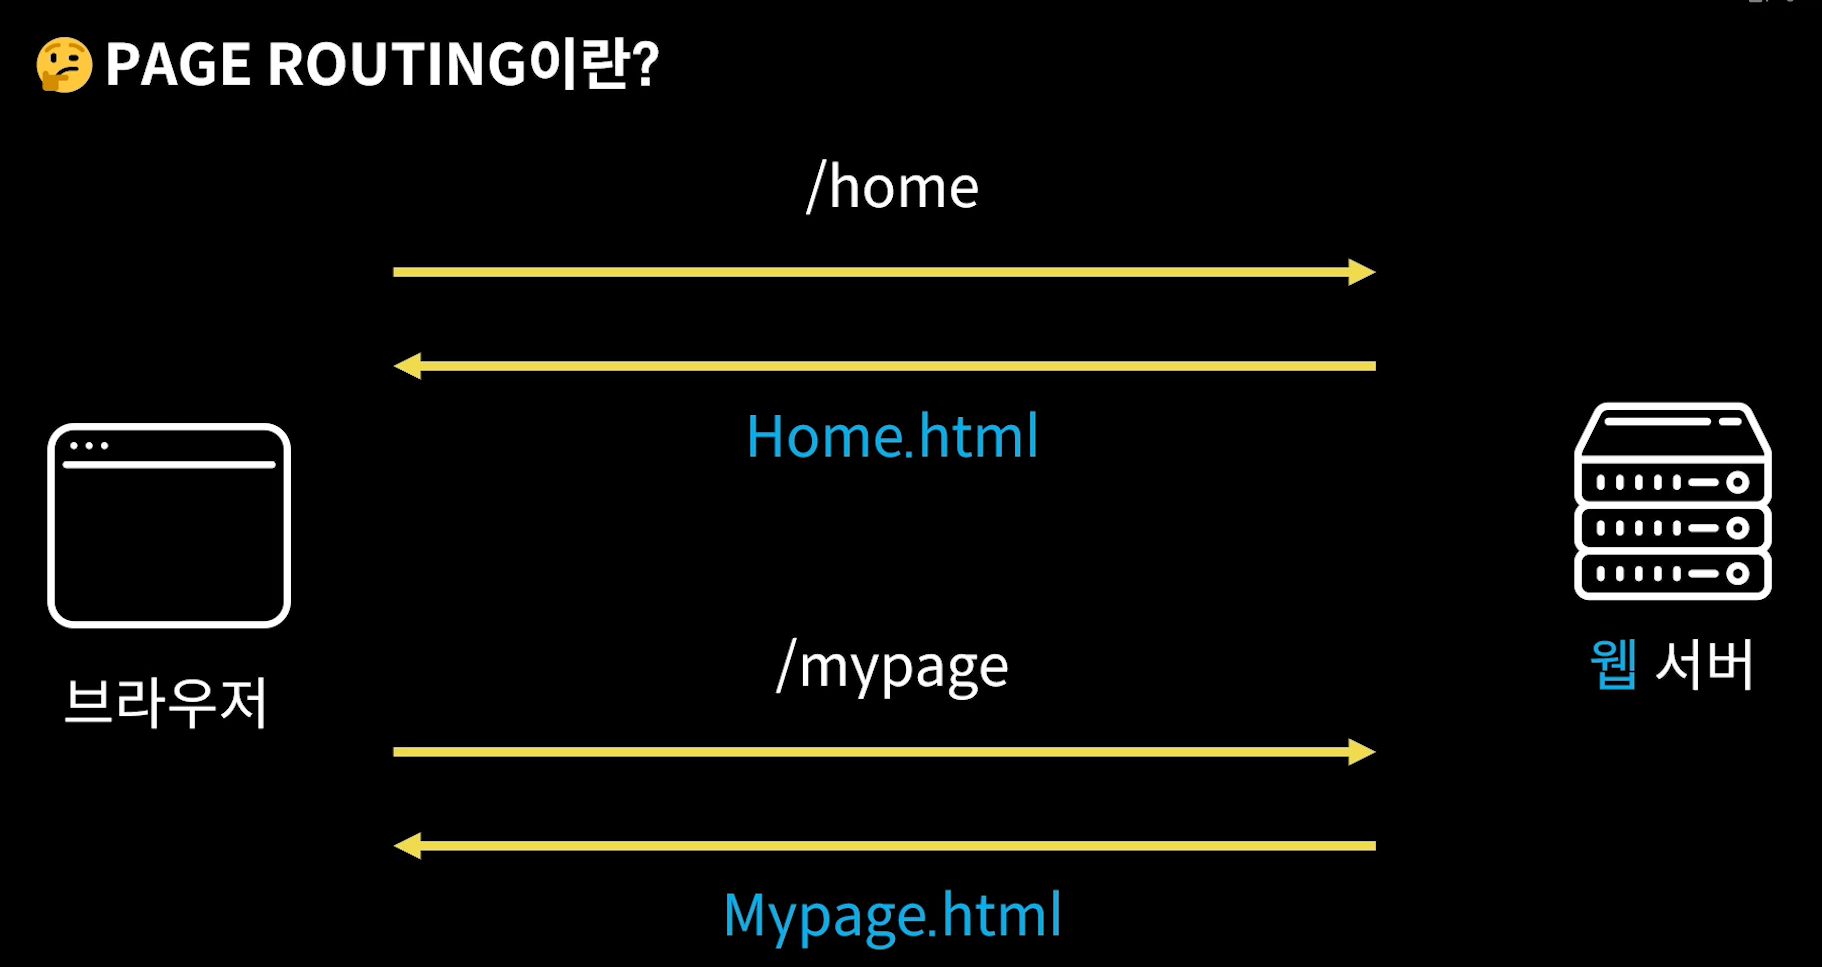 🤔 PAGE ROUTING이란?
/home
Home.html
브라우저
웹 서버
/mypage
Mypage.html